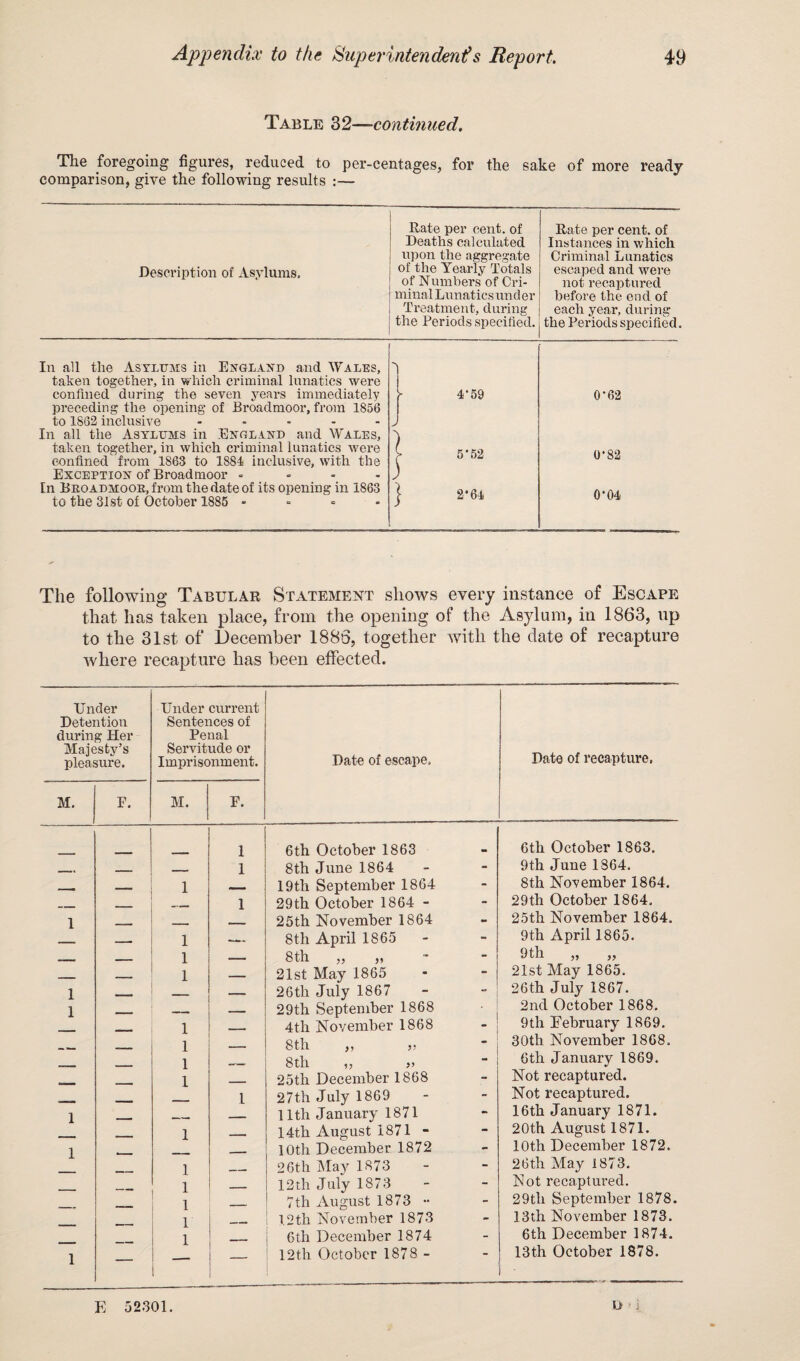 Appendix to the Superintendent's Report. 49
TABLE 32—continued.
The foregoing figures, reduced to per-centages, for the sake of more ready
comparison, give the following results :—
Description of Asylums.
Rate per cent. of
Deaths calculated
upon the aggregate
of the Yearly Totals
of Numbers of Cri-
minal Lunatics under
Treatment, during
the Periods specified.
Rate per cent. of
Instances in which
Criminal Lunatics
escaped and were
not recaptured
before the end of
each year, during
the Periods specified.
In all the ASYLUMS in ENGLAND and WALES,
taken together, in which criminal lunatics were
confined during the seven years immediately
preceding the opening of Broadmoor, from 1856
to 1862 inclusive - - - - - } 4·59 0·62
In all the ASYLUMS in ENGLAND and WALES,
taken together, in which criminal lunatics were
confined from 1863 to 1884 inclusive, with the
EXCEPTION of Broadmoor - - - - } 5·52 0·82
In BROADMOOR, from the date of its opening in 1863
to the 31st of October 1885 - - - - } 2·64 0·04
The following TABULAR STATEMENT shows every instance of ESCAPE
that has taken place, from the opening of the Asylum, in 1863, up
to the 31st of December 1885, together with the date of recapture
where recapture has been effected.
Under
Detention
during Her
Majesty's
pleasure.
Under current
Sentences of
Penal
Servitude or
Imprisonment.
Date of escape.
Date of recapture.
M. F. M. F.
— — — 1 6th October 1863 - 6th October 1863.
— — — 1 8th June 1864 - - 9th June 1864.
— — 1 — 19th September 1864 - 8th November 1864.
— — — 1 29th October 1864 - - 29th October 1864.
1 — — — 25th November 1864 - 25th November 1864.
— — 1 — 8th April 1865 - - 9th April 1865.
— — 1 — 8th „ „ - - 9th „ „
— — 1 — 21st May 1865 - - 21st May 1865.
1 — — — 26th July 1867 - - 26th July 1867.
1 — — — 29th September 1868 - 2nd October 1868.
— — 1 — 4th November 1868 - 9th February 1869.
— — 1 — 8th „ „ - 30th November 1868.
— — 1 — 8th „ „ - 6th January 1869.
— — 1 — 25th December 1868 - Not recaptured.
— — — 1 27th July 1869 - - Not recaptured.
1 — — — 11th January 1871 - 16th January 1871.
— — 1 — 14th August 1871 - - 20th August 1871.
1 — — — 10th December 1872 - 10th December 1872.
— — 1 — 26th May 1873 - - 26th May 1873.
— — 1 — 12th July 1873 - - Not recaptured.
— — 1 — 7th August 1873 - - 29th September 1878.
— — 1 — 12th November 1873 - 13th November 1873.
— — 1 — 6th December 1874 - 6th December 1874.
1 — — — 12th October 1878 - - 13th October 1878.
E 52301. D